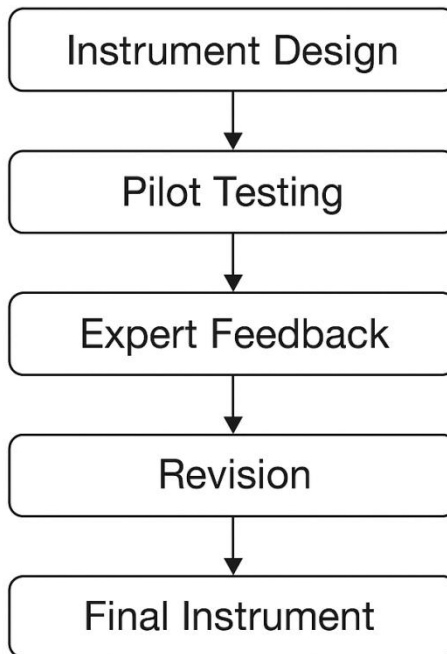 Instrument Design
Pilot Testing
Expert Feedback
Revision
Final Instrument